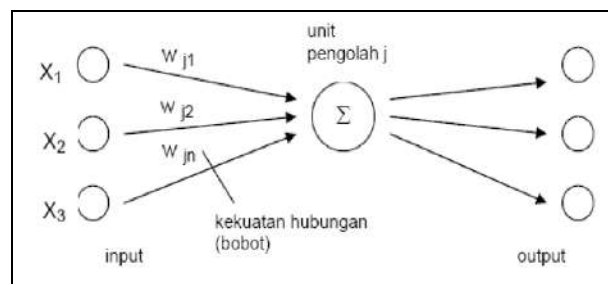 unit
pengolah j
X1
W j1
X2
W j2
Σ
X3
W jn
kekuatan hubungan
(bobot)
input
output